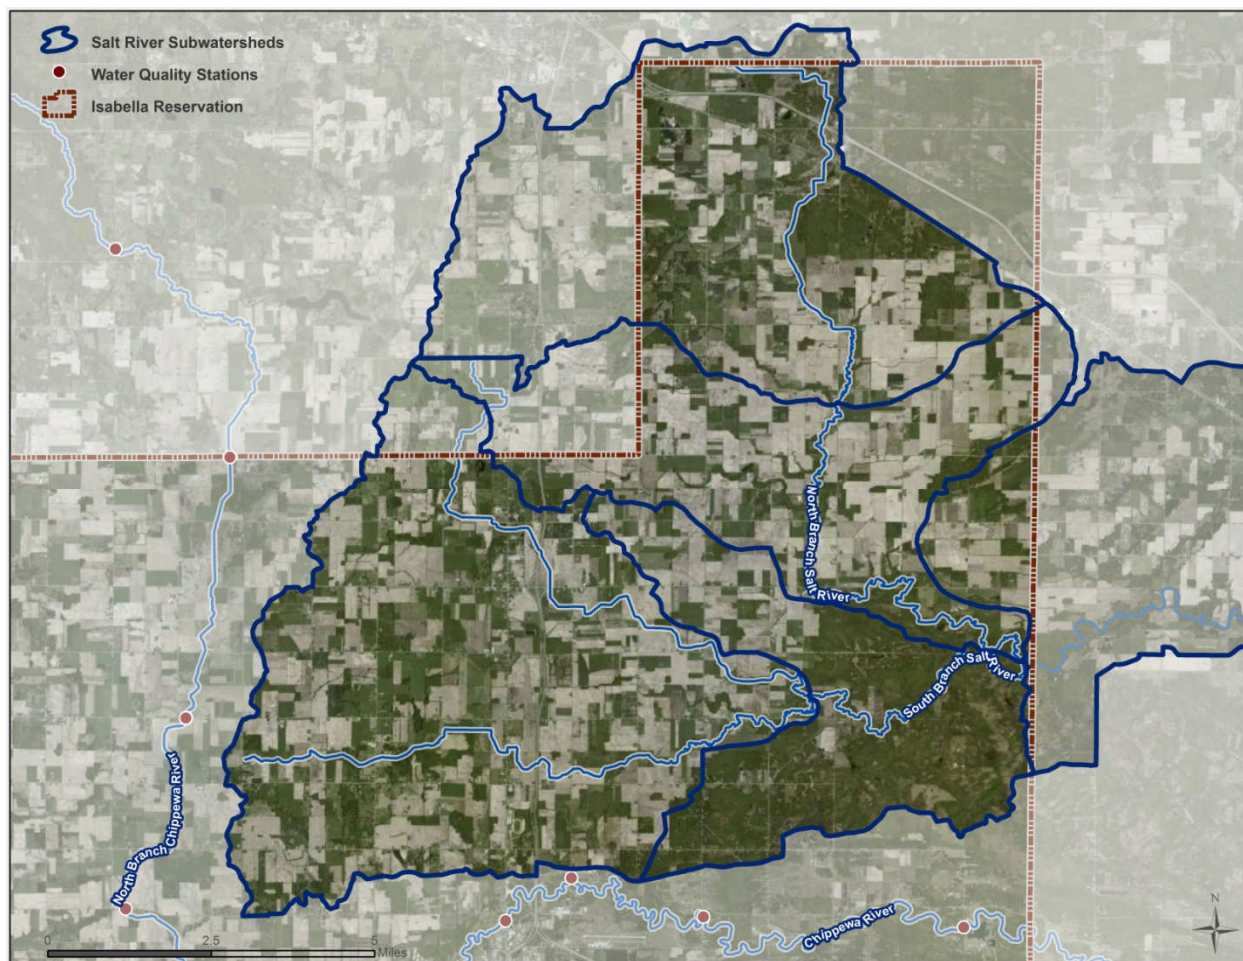 Salt River Subwatersheds
Water Quality Stations
Isabella Reservation
North Branch Salt River
South Branch Salt River
North Branch Chippewa River
Chippewa River
N
0 2.5 5
Miles